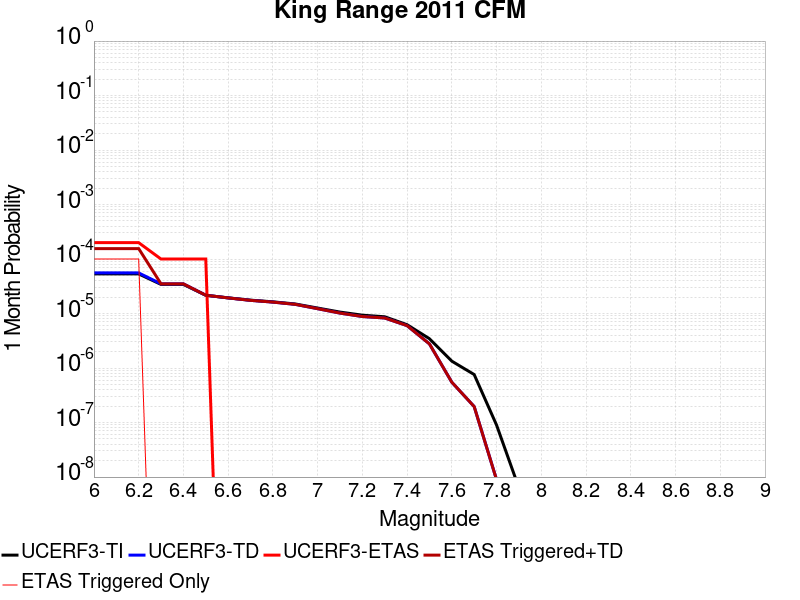 King Range 2011 CFM
10^0
10^-1
10^-2
10^-3
10^-4
10^-5
10^-6
10^-7
10^-8
1 Month Probability
6 6.2 6.4 6.6 6.8 7 7.2 7.4 7.6 7.8 8 8.2 8.4 8.6 8.8 9
Magnitude
UCERF3-TI UCERF3-TD UCERF3-ETAS ETAS Triggered+TD
ETAS Triggered Only